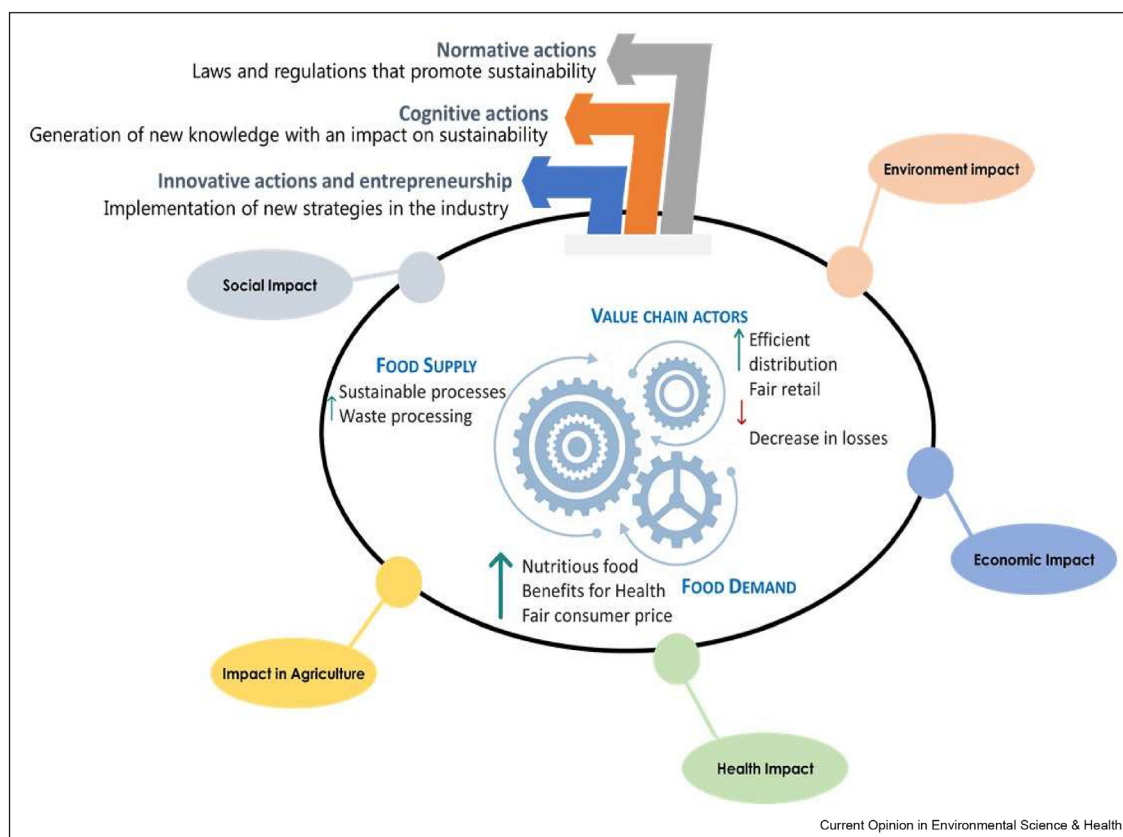 Normative actions
Laws and regulations that promote sustainability
Cognitive actions
Generation of new knowledge with an impact on sustainability
Innovative actions and entrepreneurship
Implementation of new strategies in the industry
Environment impact
Social Impact
VALUE CHAIN ACTORS
Efficient
distribution
Fair retail
Decrease in losses
FOOD SUPPLY
Sustainable processes
Waste processing
Nutritious food
Benefits for Health
Fair consumer price
FOOD DEMAND
Economic Impact
Impact in Agriculture
Health Impact
Current Opinion in Environmental Science & Health